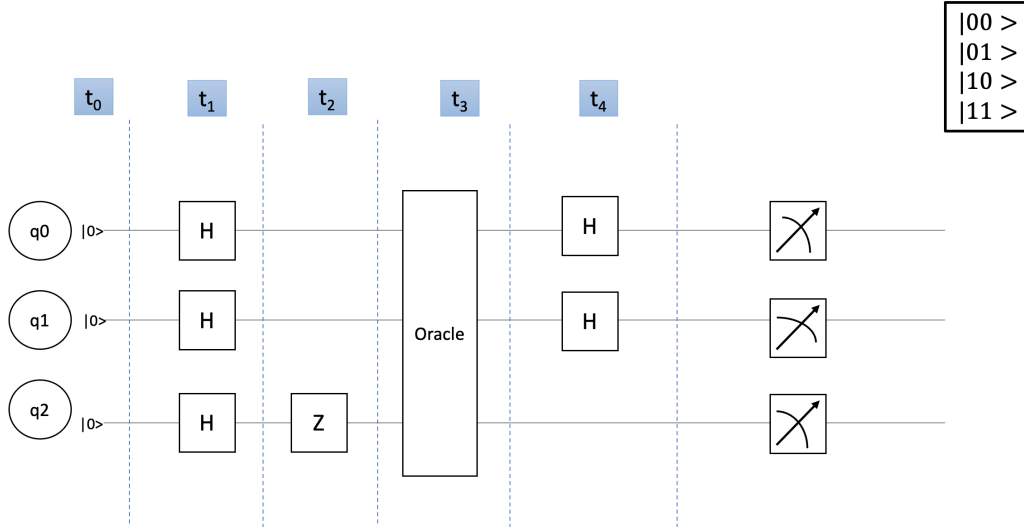 |00 >
|01 >
|10 >
|11 >
t₀ t₁ t₂ t₃ t₄
q0 |0> H H
q1 |0> H Oracle H
q2 |0> H Z